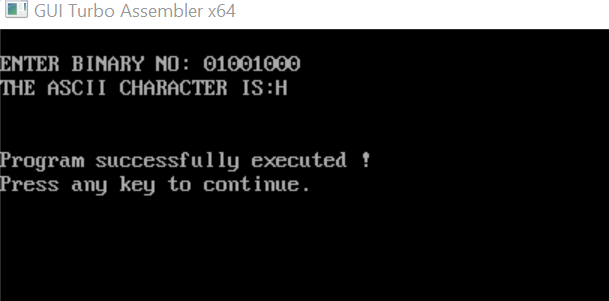 GUI Turbo Assembler x64
ENTER BINARY NO: 01001000
THE ASCII CHARACTER IS:H
Program successfully executed !
Press any key to continue.